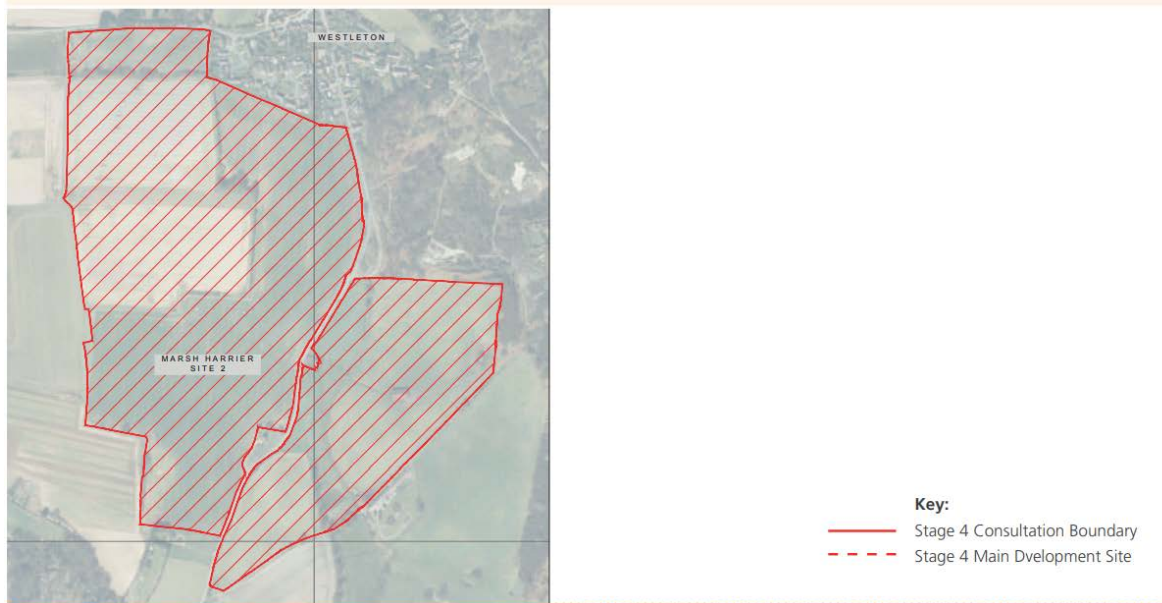 WESTLETON
MARSH HARRIER
SITE 2
Key:
Stage 4 Consultation Boundary
Stage 4 Main Dvelopment Site